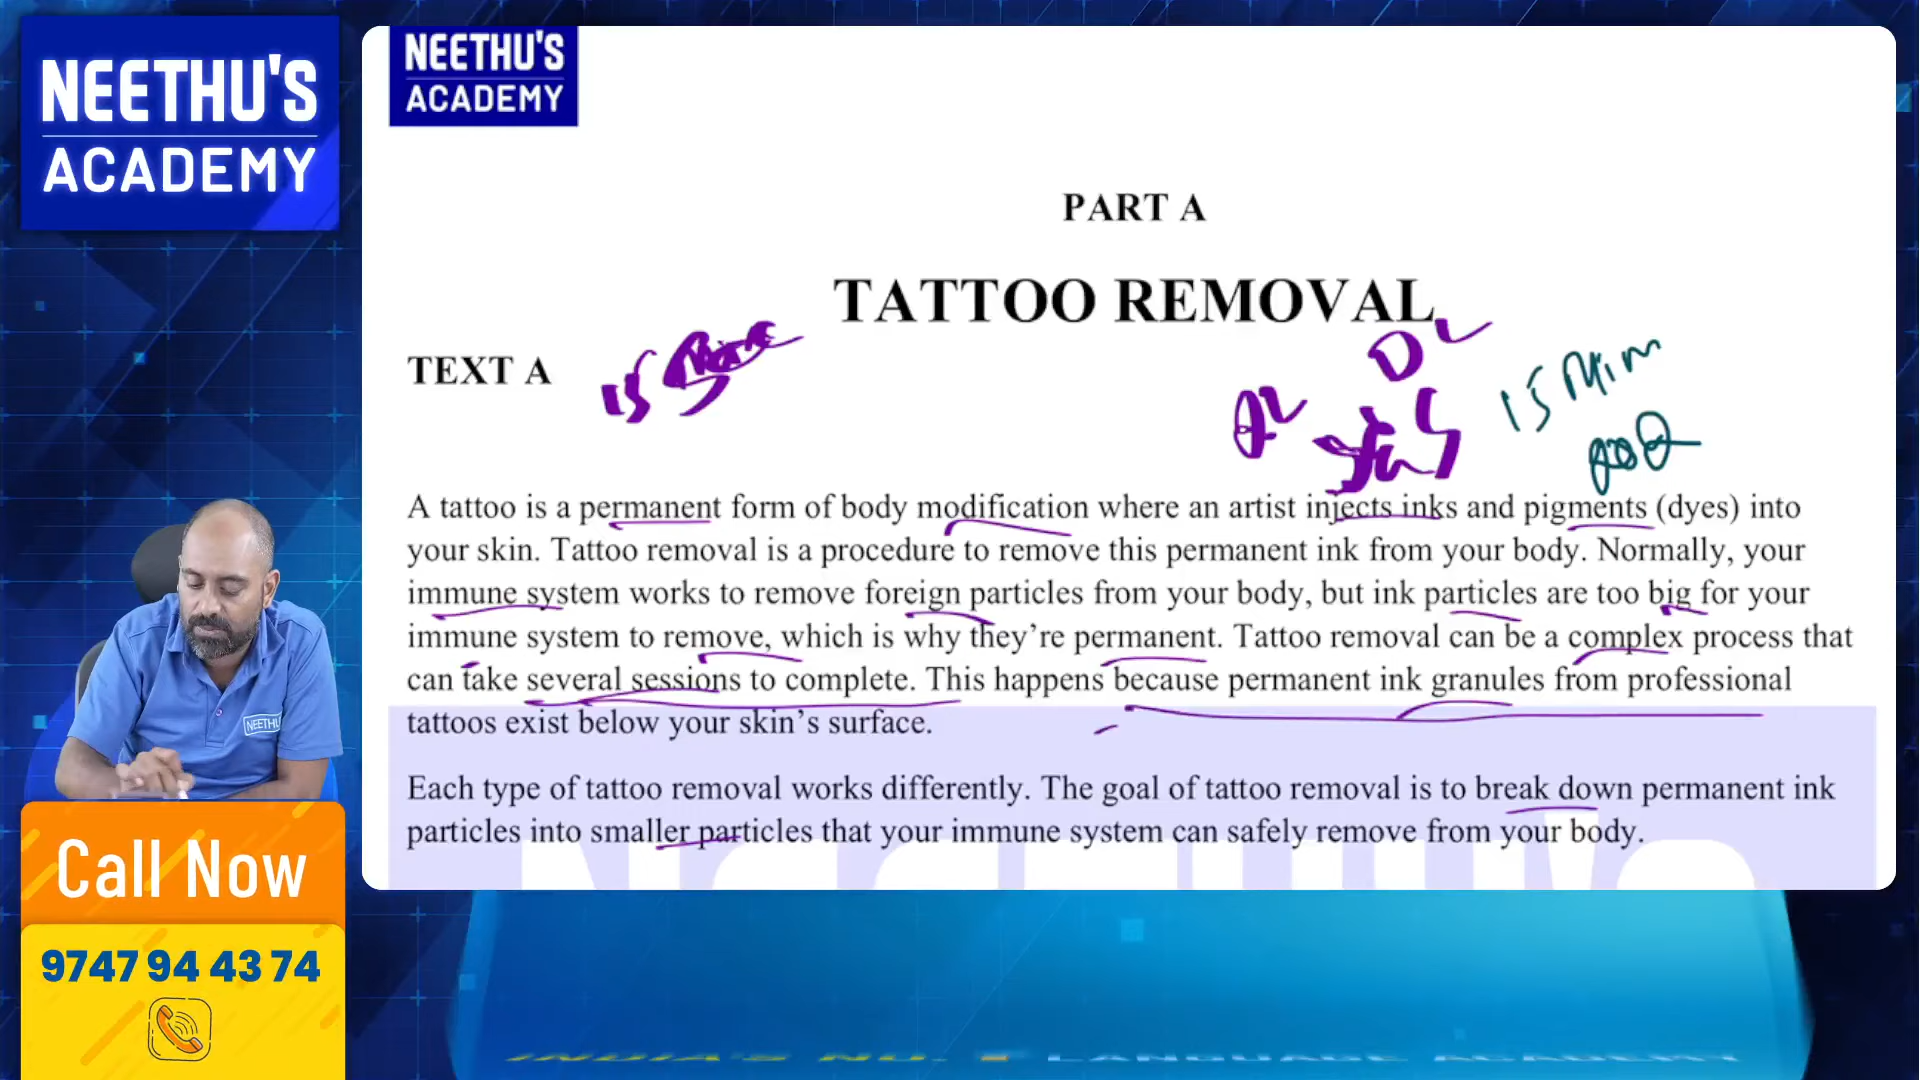 NEETHU'S
ACADEMY
NEETHU'S
ACADEMY
PART A
TATTOO REMOVAL
TEXT A
15
15 Min
A tattoo is a permanent form of body modification where an artist injects inks and pigments (dyes) into
your skin. Tattoo removal is a procedure to remove this permanent ink from your body. Normally, your
immune system works to remove foreign particles from your body, but ink particles are too big for your
immune system to remove, which is why they’re permanent. Tattoo removal can be a complex process that
can take several sessions to complete. This happens because permanent ink granules from professional
tattoos exist below your skin’s surface.
Each type of tattoo removal works differently. The goal of tattoo removal is to break down permanent ink
particles into smaller particles that your immune system can safely remove from your body.
NEETHU
Call Now
9747 94 43 74
INDIA'S NO. LANGUAGE ACADEMY